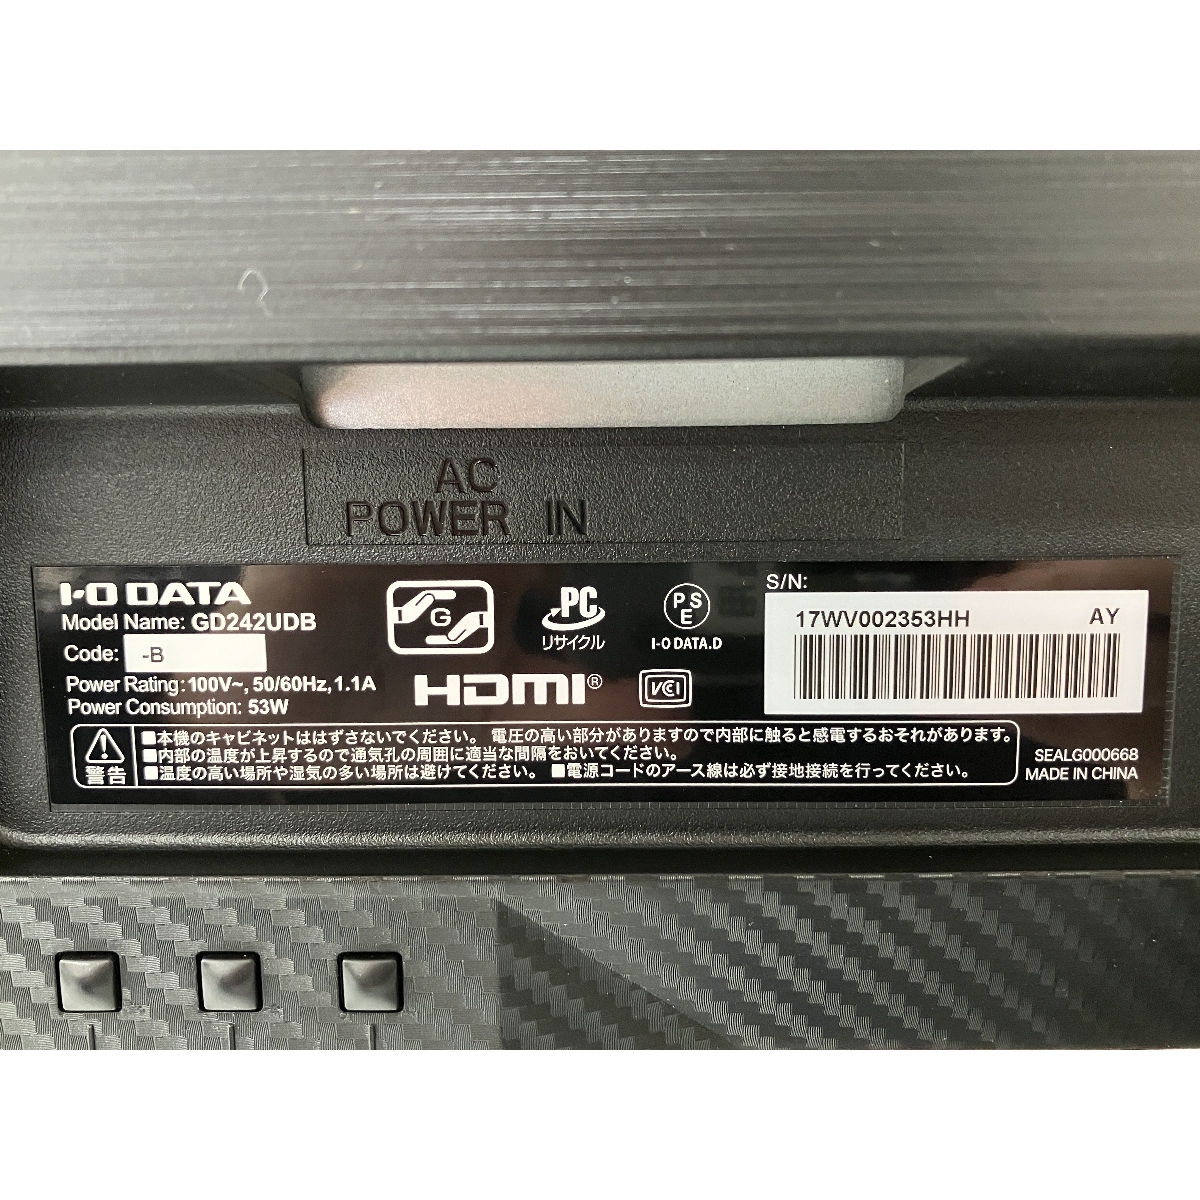 AC
POWER IN
I-O DATA
Model Name: GD242UDB
Code: -B
Power Rating: 100V~, 50/60Hz, 1.1A
Power Consumption: 53W
G
PC
リサイクル
PSE
I-O DATA.D
HDMI®
VCCI
S/N:
17WV002353HH AY
警告
■本機のキャビネットははずさないでください。 電圧の高い部分がありますので内部に触ると感電するおそれがあります。
■内部の温度が上昇するので通気孔の周囲に適当な間隔をおいてください。
■温度の高い場所や湿気の多い場所は避けてください。 ■電源コードのアース線は必ず接地接続を行ってください。
SEALG000668
MADE IN CHINA